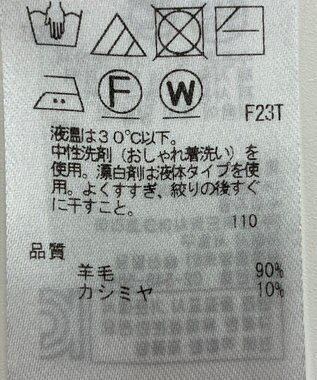 F W F23T
液温は30℃以下。
中性洗剤(おしゃれ着洗い)を
使用。漂白剤は液体タイプを使
用。よくすすぎ、絞りの後すぐ
に干すこと。
110
品質
羊毛 90%
カシミヤ 10%